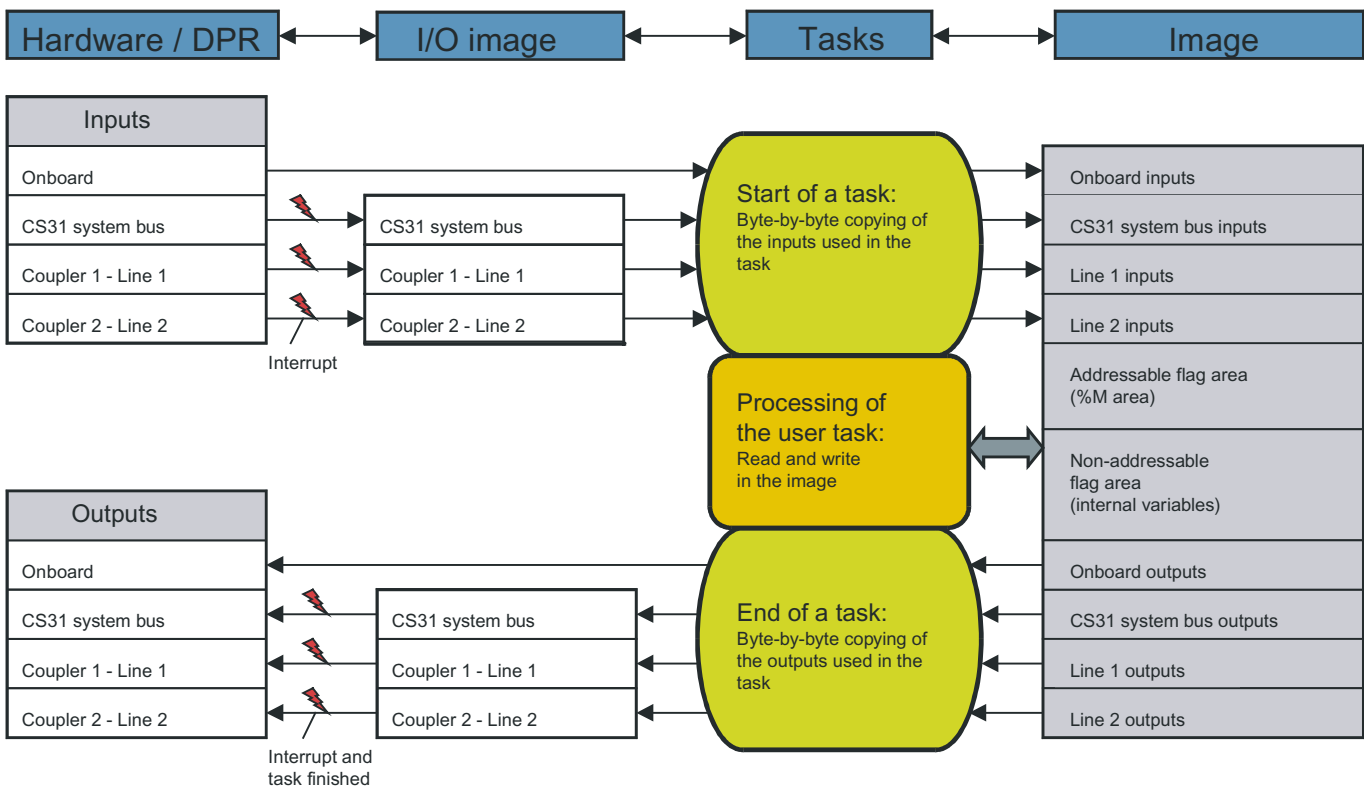 Hardware / DPR
I/O image
Tasks
Image
Inputs
Onboard
CS31 system bus
Coupler 1 - Line 1
Coupler 2 - Line 2
Interrupt
CS31 system bus
Coupler 1 - Line 1
Coupler 2 - Line 2
Start of a task:
Byte-by-byte copying of
the inputs used in the
task
Onboard inputs
CS31 system bus inputs
Line 1 inputs
Line 2 inputs
Addressable flag area
(%M area)
Non-addressable
flag area
(internal variables)
Onboard outputs
CS31 system bus outputs
Line 1 outputs
Line 2 outputs
Processing of
the user task:
Read and write
in the image
Outputs
Onboard
CS31 system bus
Coupler 1 - Line 1
Coupler 2 - Line 2
Interrupt and
task finished
CS31 system bus
Coupler 1 - Line 1
Coupler 2 - Line 2
End of a task:
Byte-by-byte copying of
the outputs used in the
task